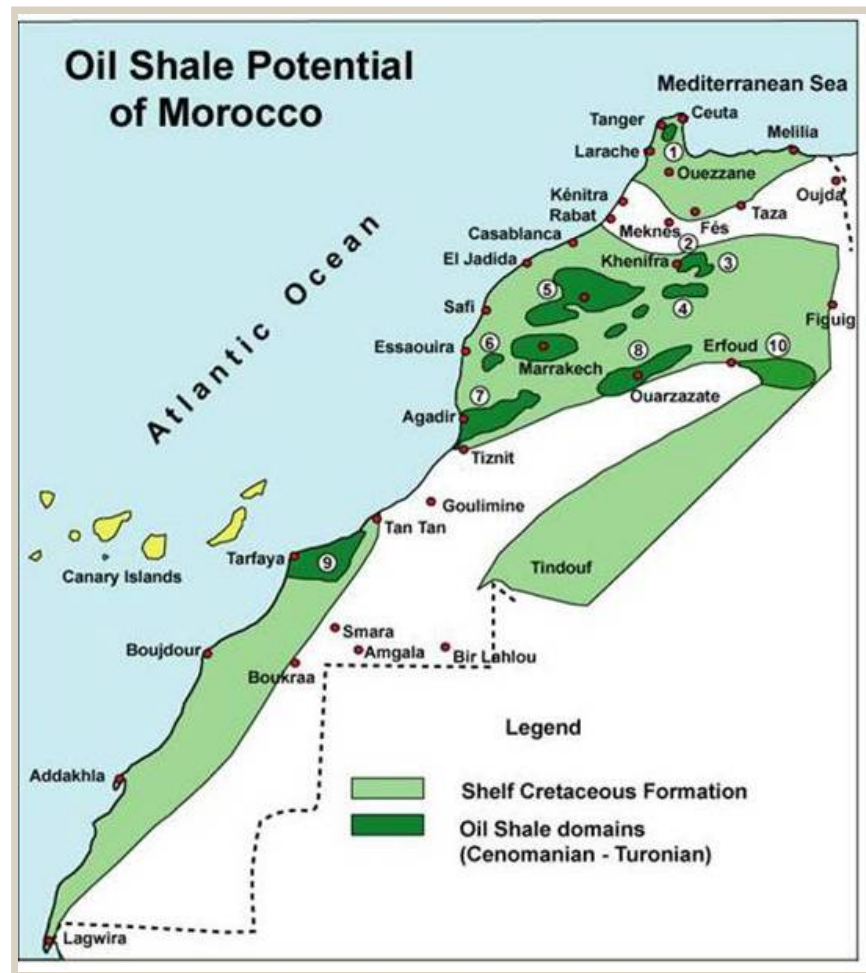 Oil Shale Potential
of Morocco
Mediterranean Sea
Ceuta
Tanger
Melilia
Larache
1
Ouezzane
Oujda
Kénitra
Taza
Rabat
Fés
Meknes
Casablanca
2
El Jadida
Khenifra
3
5
4
Safi
Figuig
Atlantic Ocean
6
8
Erfoud
10
Essaouira
Marrakech
7
Ouarzazate
Agadir
Tiznit
Goulimine
Tan Tan
Tarfaya
9
Tindouf
Canary Islands
Smara
Boujdour
Amgala
Bir Lahlou
Boukraa
Legend
Addakhla
Shelf Cretaceous Formation
Oil Shale domains
(Cenomanian - Turonian)
Lagwira